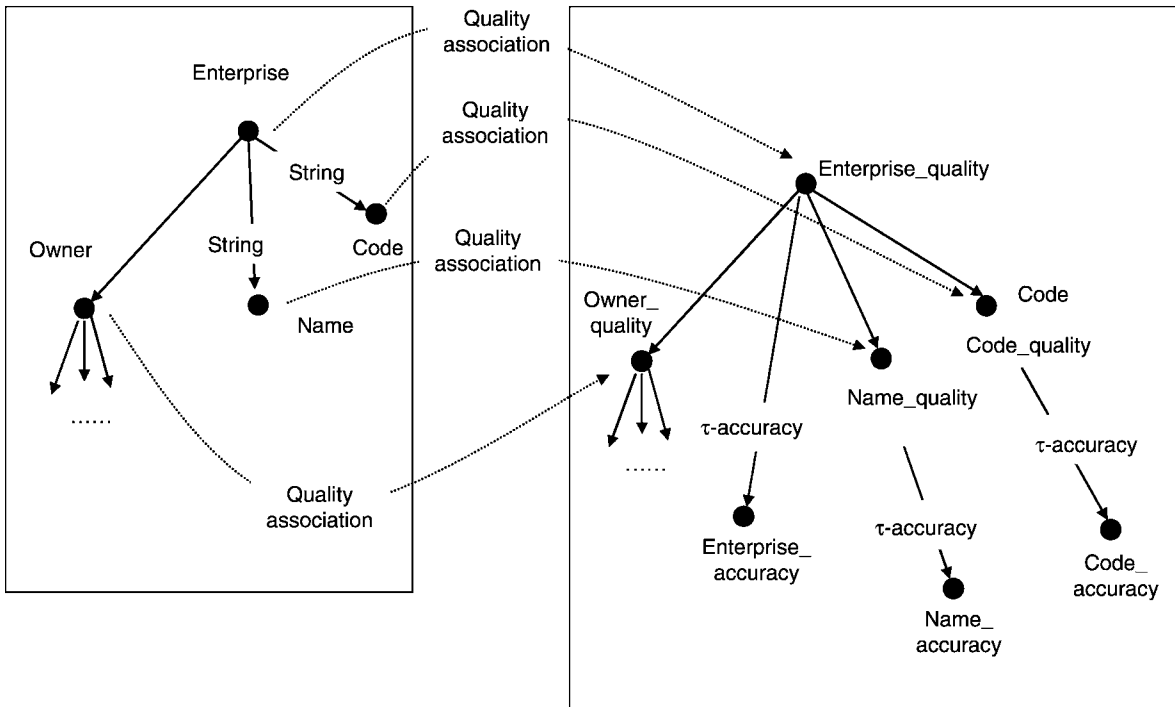 Quality
association
Enterprise
Quality
association
String
Enterprise_quality
Owner
String
Code
Quality
association
Name
Owner_
quality
Code
Code_quality
Name_quality
τ-accuracy
τ-accuracy
......
......
Quality
association
τ-accuracy
Enterprise_
accuracy
Code_
accuracy
Name_
accuracy